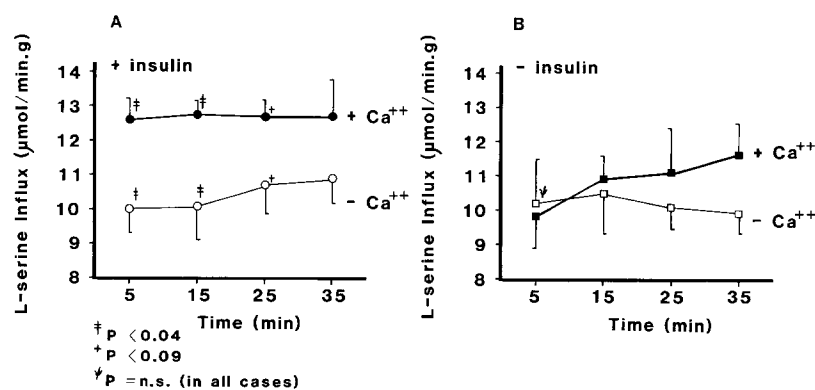 A
+ insulin
L-serine Influx (μmol/min.g)
14
13
12
11
10
9
8
‡
‡
+
+ Ca++
‡
‡
+
− Ca++
5
15
25
35
Time (min)
‡ P <0.04
+ P <0.09
ψ P = n.s. (in all cases)
B
− insulin
L-serine Influx (μmol/min.g)
14
13
12
11
10
9
8
ψ
+ Ca++
− Ca++
5
15
25
35
Time (min)